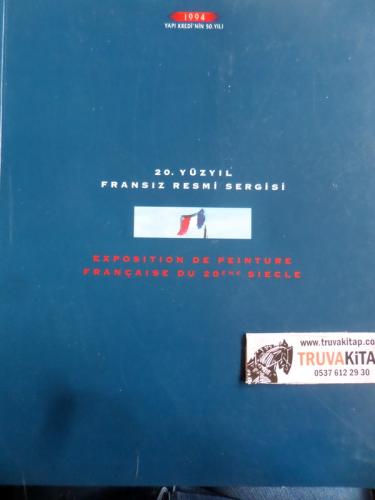 1994
YAPI KREDİ'NİN 50.YILI
20. YÜZYIL
FRANSIZ RESMİ SERGİSİ
EXPOSITION DE PEINTURE
FRANÇAISE DU 20ÈME SIECLE
www.truvakitap.co
TRUVAKİTA
0537 612 29 30